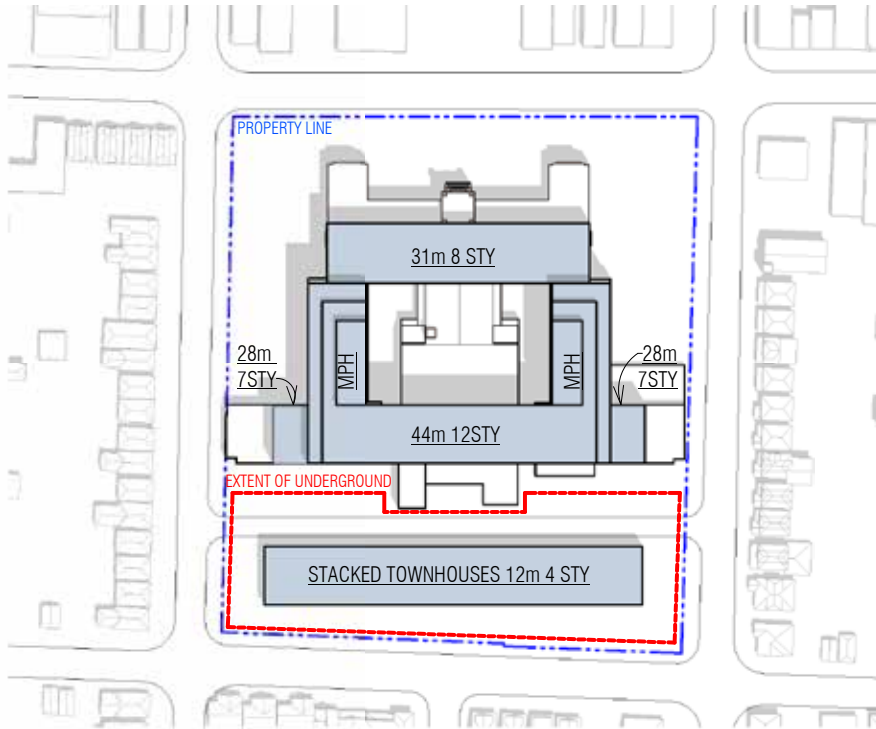 PROPERTY LINE
31m 8 STY
28m
7STY
MPH
MPH
28m
7STY
44m 12STY
EXTENT OF UNDERGROUND
STACKED TOWNHOUSES 12m 4 STY